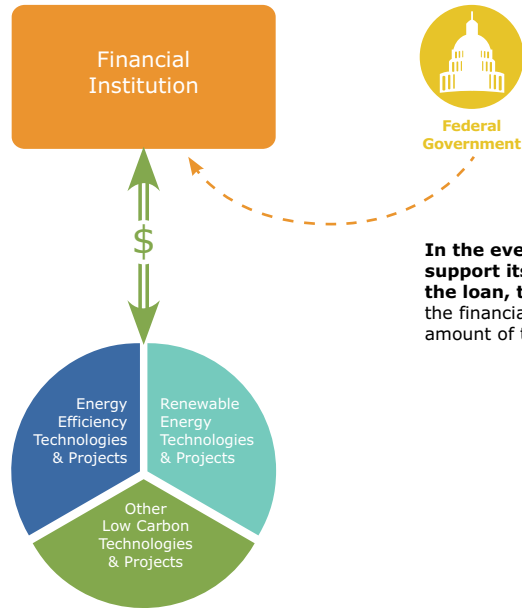 Financial
Institution
Federal
Government
$
In the eve
support its
the loan, t
the financia
amount of t
Energy
Efficiency
Technologies
& Projects
Renewable
Energy
Technologies
& Projects
Other
Low Carbon
Technologies
& Projects